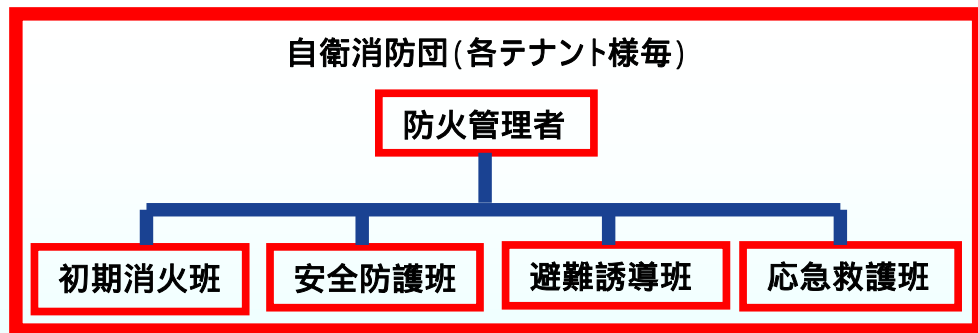 自衛消防団(各テナント様毎)
防火管理者
初期消火班
安全防護班
避難誘導班
応急救護班